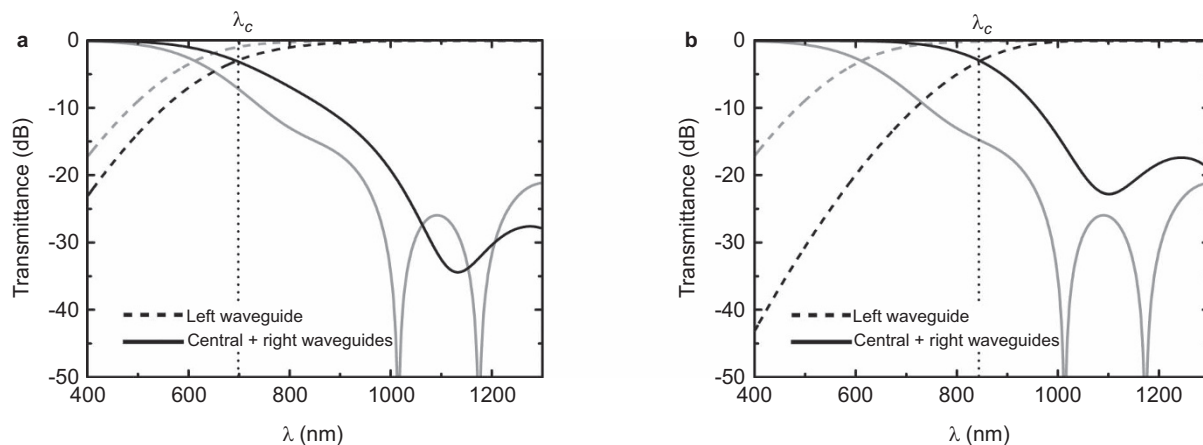 a
λc
0
-10
-20
-30
-40
-50
Transmittance (dB)
Left waveguide
Central + right waveguides
400 600 800 1000 1200
λ (nm)
b
λc
0
-10
-20
-30
-40
-50
Transmittance (dB)
Left waveguide
Central + right waveguides
400 600 800 1000 1200
λ (nm)